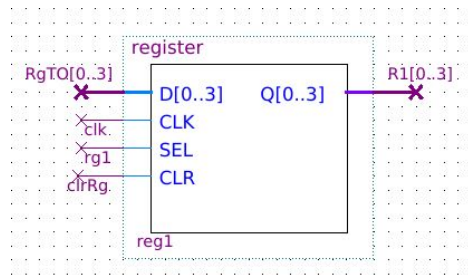 register
RgTO[0..3]
R1[0..3]
D[0..3] Q[0..3]
clk
CLK
rg1
SEL
clrRg
CLR
reg1